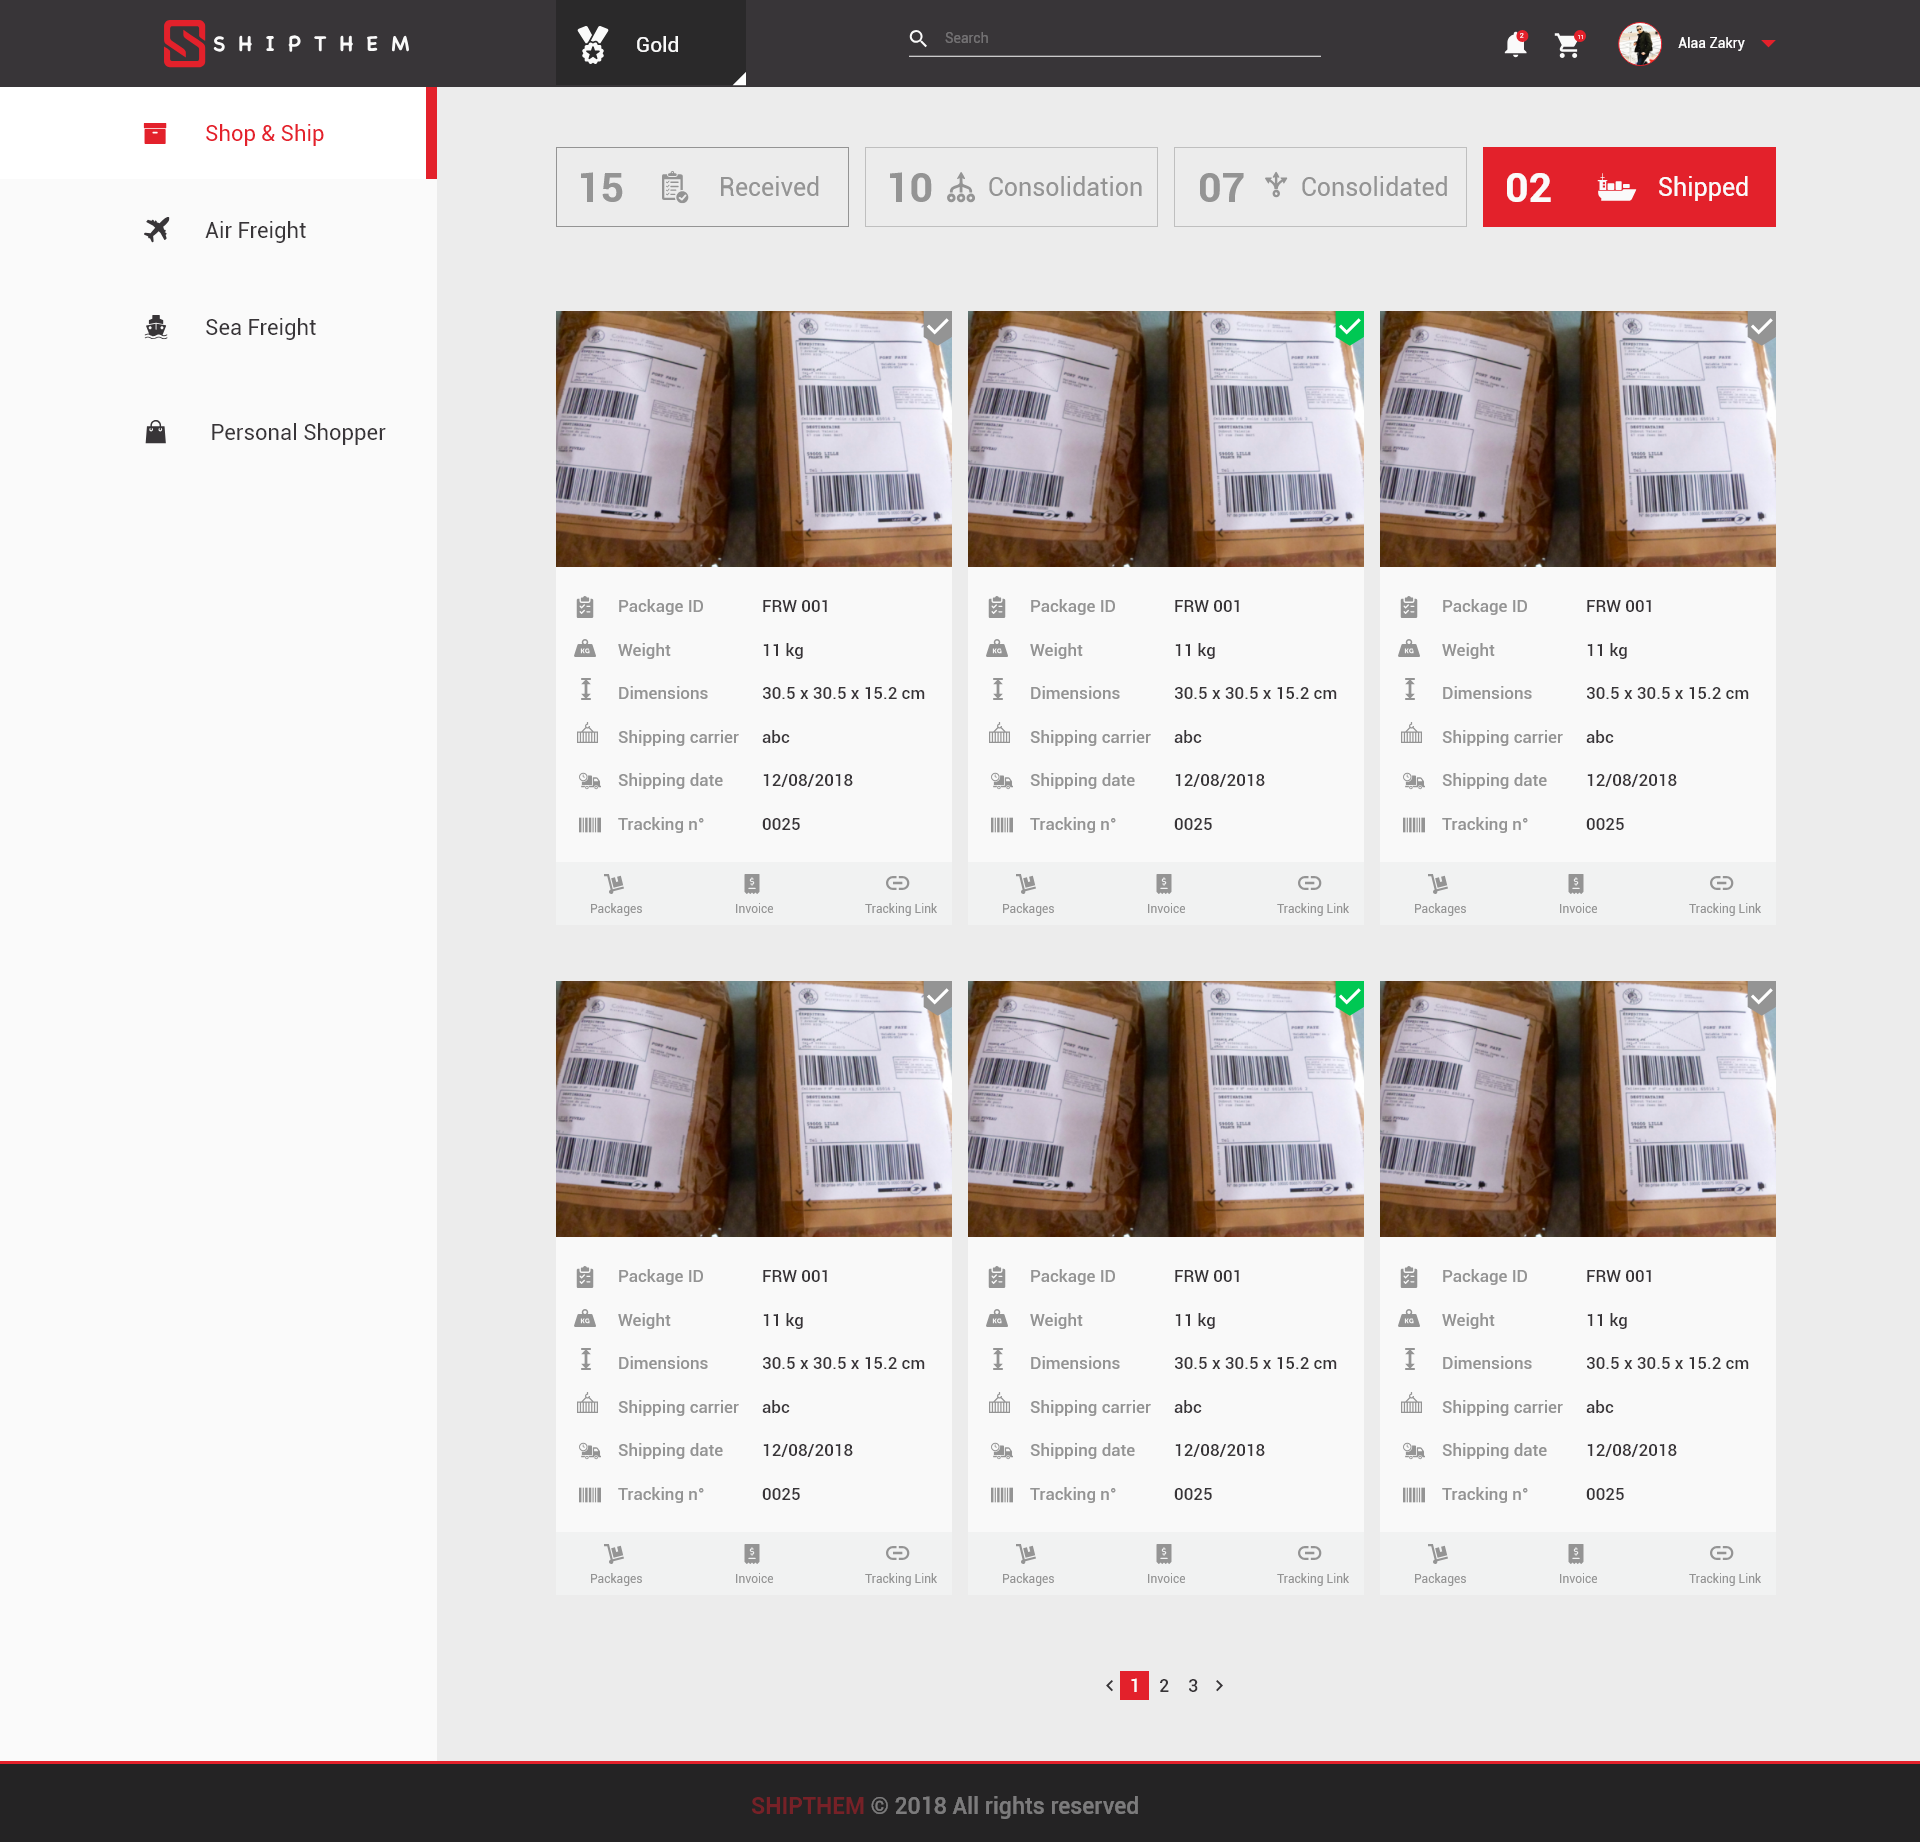 SHIPTHEM
Gold
Search
2
11
Alaa Zakry
Shop & Ship
Air Freight
Sea Freight
Personal Shopper
15 Received
10 Consolidation
07 Consolidated
02 Shipped
Package ID FRW 001
Weight 11 kg
Dimensions 30.5 x 30.5 x 15.2 cm
Shipping carrier abc
Shipping date 12/08/2018
Tracking n° 0025
Packages Invoice Tracking Link
Package ID FRW 001
Weight 11 kg
Dimensions 30.5 x 30.5 x 15.2 cm
Shipping carrier abc
Shipping date 12/08/2018
Tracking n° 0025
Packages Invoice Tracking Link
Package ID FRW 001
Weight 11 kg
Dimensions 30.5 x 30.5 x 15.2 cm
Shipping carrier abc
Shipping date 12/08/2018
Tracking n° 0025
Packages Invoice Tracking Link
Package ID FRW 001
Weight 11 kg
Dimensions 30.5 x 30.5 x 15.2 cm
Shipping carrier abc
Shipping date 12/08/2018
Tracking n° 0025
Packages Invoice Tracking Link
Package ID FRW 001
Weight 11 kg
Dimensions 30.5 x 30.5 x 15.2 cm
Shipping carrier abc
Shipping date 12/08/2018
Tracking n° 0025
Packages Invoice Tracking Link
Package ID FRW 001
Weight 11 kg
Dimensions 30.5 x 30.5 x 15.2 cm
Shipping carrier abc
Shipping date 12/08/2018
Tracking n° 0025
Packages Invoice Tracking Link
1 2 3
SHIPTHEM © 2018 All rights reserved